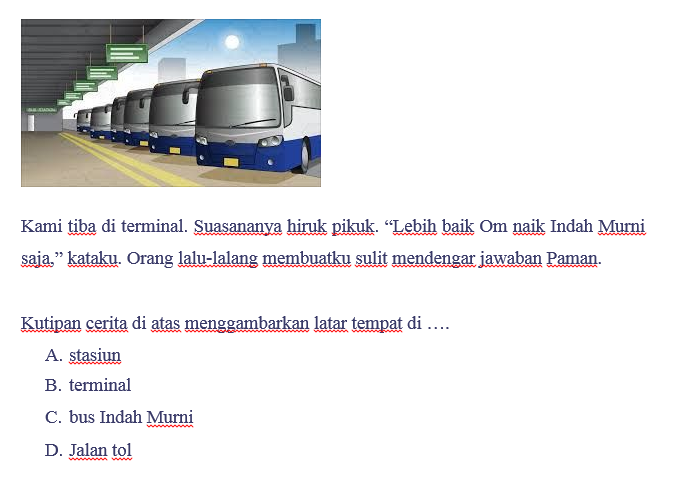 Kami tiba di terminal. Suasananya hiruk pikuk. “Lebih baik Om naik Indah Murni
saja,” kataku. Orang lalu-lalang membuatku sulit mendengar jawaban Paman.
Kutipan cerita di atas menggambarkan latar tempat di ….
A. stasiun
B. terminal
C. bus Indah Murni
D. Jalan tol